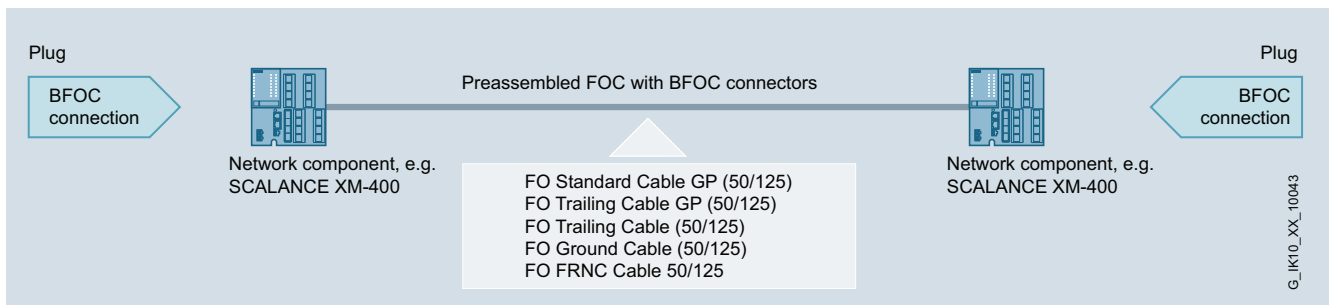 Plug
BFOC
connection
Network component, e.g.
SCALANCE XM-400
Preassembled FOC with BFOC connectors
FO Standard Cable GP (50/125)
FO Trailing Cable GP (50/125)
FO Trailing Cable (50/125)
FO Ground Cable (50/125)
FO FRNC Cable 50/125
Network component, e.g.
SCALANCE XM-400
Plug
BFOC
connection
G_IK10_XX_10043